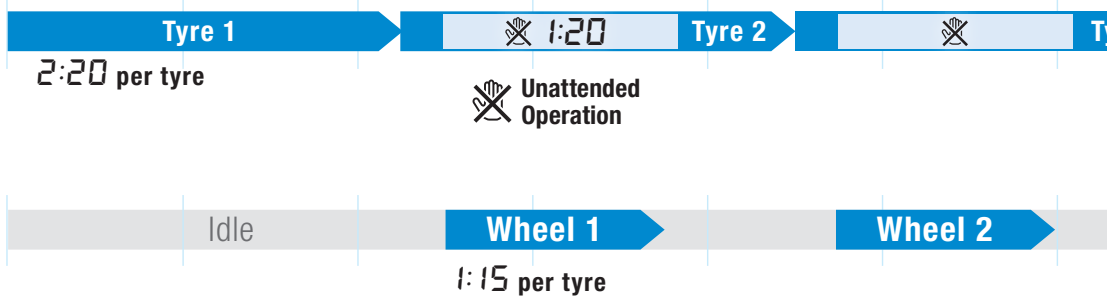 Tyre 1
1:20
Tyre 2
Ty
2:20 per tyre
Unattended
Operation
Idle
Wheel 1
Wheel 2
1:15 per tyre